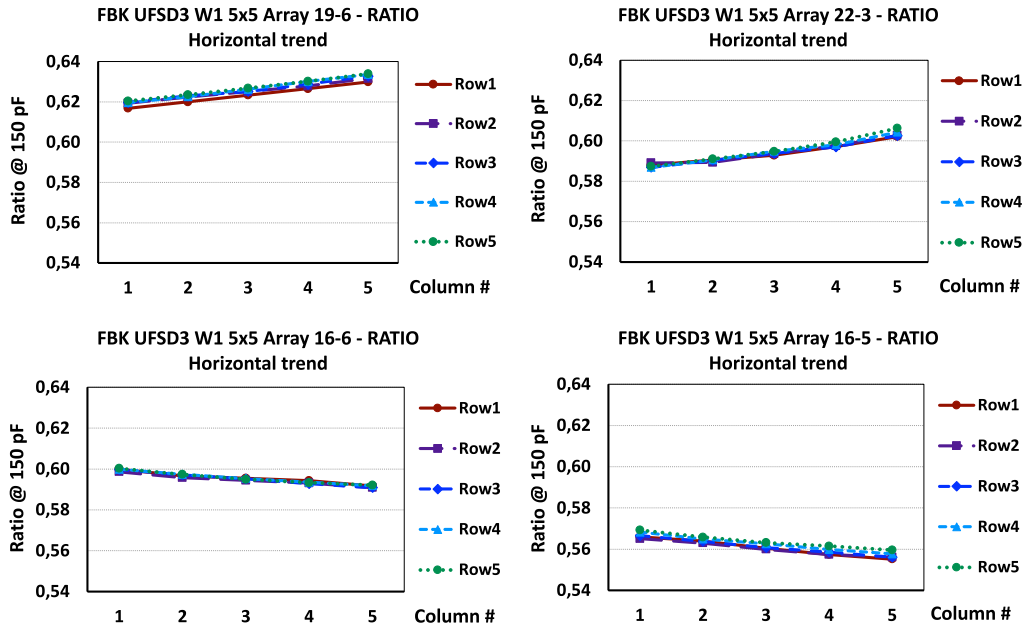 FBK UFSD3 W1 5x5 Array 19-6 - RATIO
Horizontal trend
Ratio @ 150 pF
0,64
0,62
0,60
0,58
0,56
0,54
1 2 3 4 5 Column #
Row1
Row2
Row3
Row4
Row5
FBK UFSD3 W1 5x5 Array 22-3 - RATIO
Horizontal trend
Ratio @ 150 pF
0,64
0,62
0,60
0,58
0,56
0,54
1 2 3 4 5 Column #
Row1
Row2
Row3
Row4
Row5
FBK UFSD3 W1 5x5 Array 16-6 - RATIO
Horizontal trend
Ratio @ 150 pF
0,64
0,62
0,60
0,58
0,56
0,54
1 2 3 4 5 Column #
Row1
Row2
Row3
Row4
Row5
FBK UFSD3 W1 5x5 Array 16-5 - RATIO
Horizontal trend
Ratio @ 150 pF
0,64
0,62
0,60
0,58
0,56
0,54
1 2 3 4 5 Column #
Row1
Row2
Row3
Row4
Row5